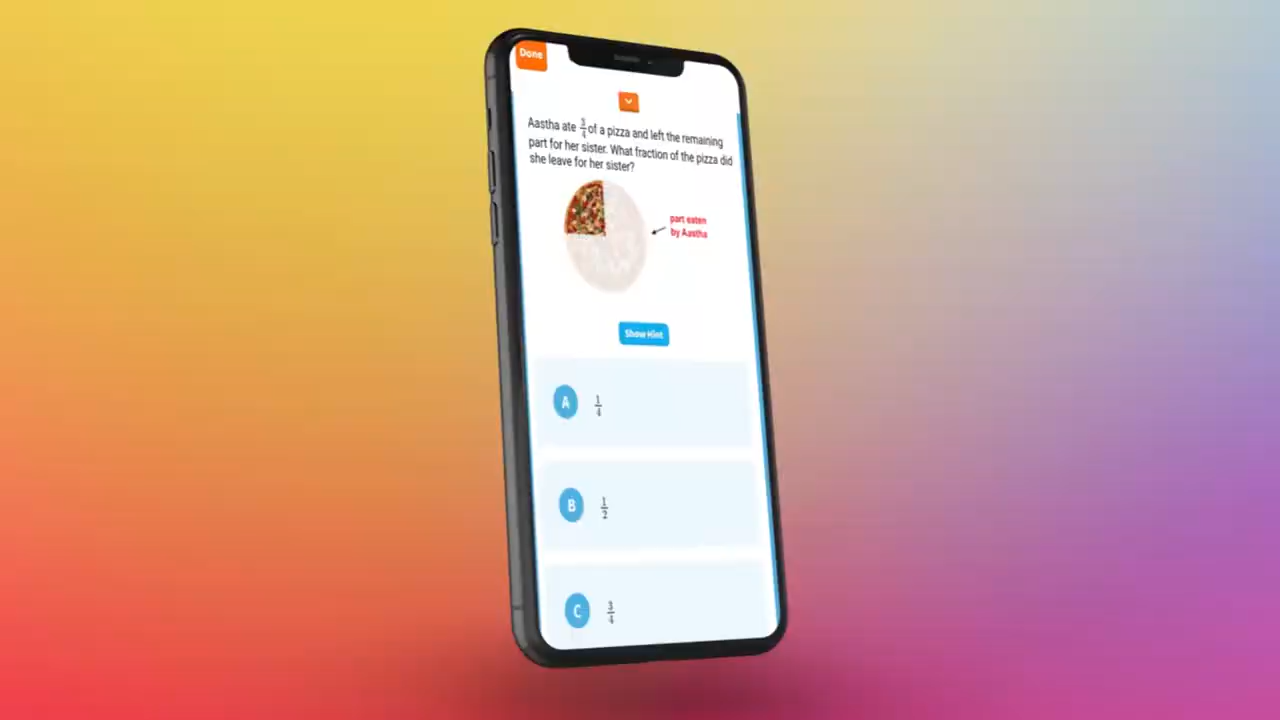 Done
Aastha ate 3/4 of a pizza and left the remaining
part for her sister. What fraction of the pizza did
she leave for her sister?
part eaten
by Aastha
Show Hint
A 1/4
B 1/2
C 3/4